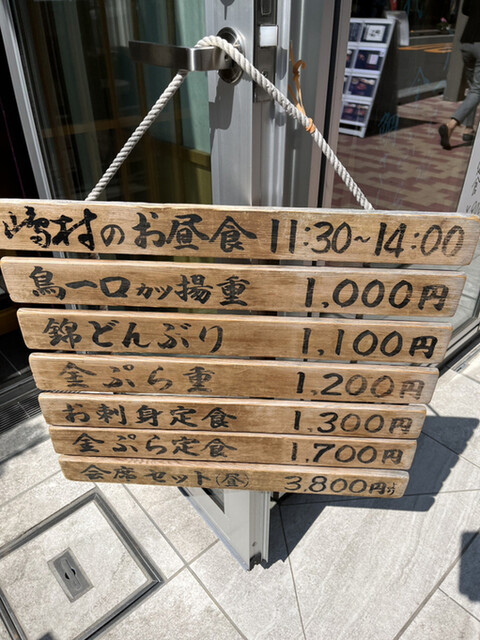 嶋村のお昼食 11:30~14:00
鳥一口カツ揚重 1,000円
錦どんぶり 1,100円
金ぷら重 1,200円
お刺身定食 1,300円
金ぷら定食 1,700円
会席セット(昼) 3,800円